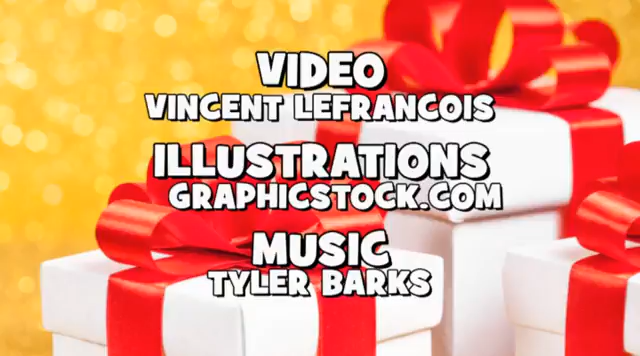 VIDEO
VINCENT LEFRANCOIS
ILLUSTRATIONS
GRAPHICSTOCK.COM
MUSIC
TYLER BARKS